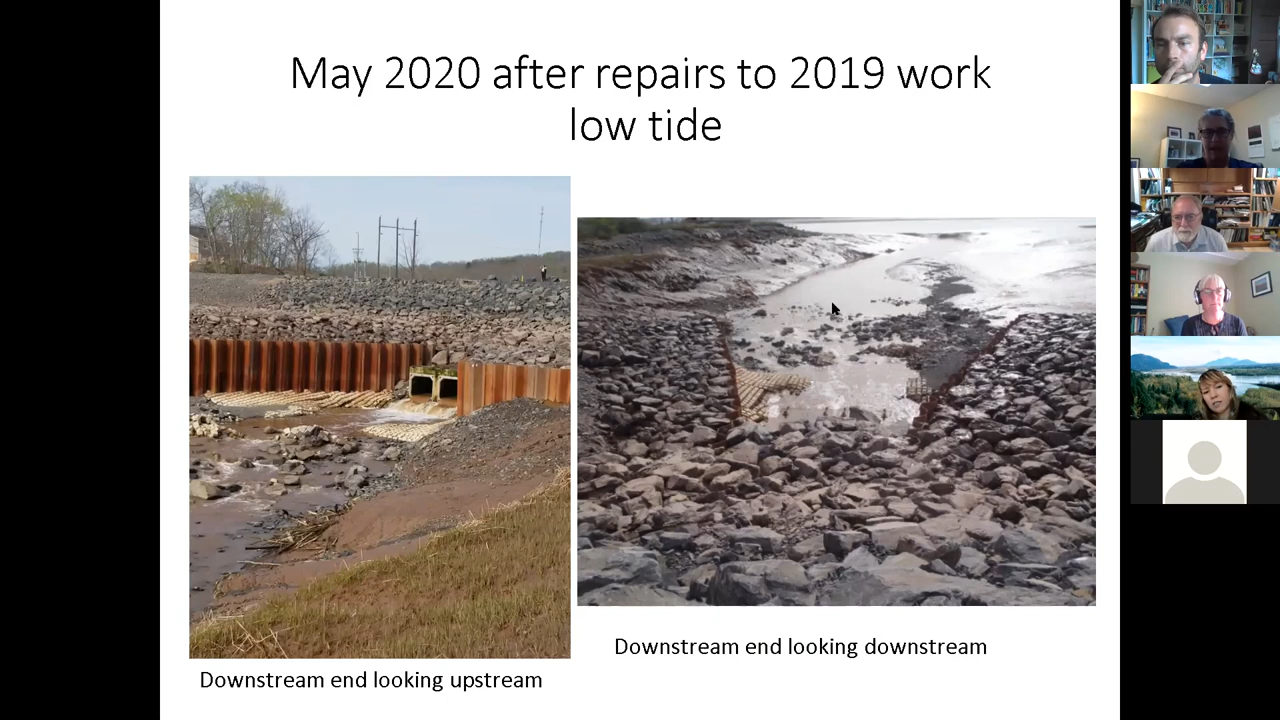 May 2020 after repairs to 2019 work
low tide
Downstream end looking downstream
Downstream end looking upstream